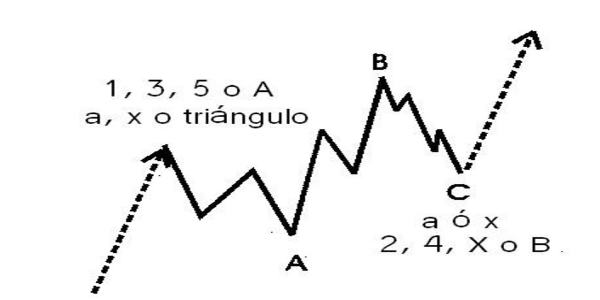 1, 3, 5 o A
a, x o triángulo
B
A
C
a ó x
2, 4, X o B.